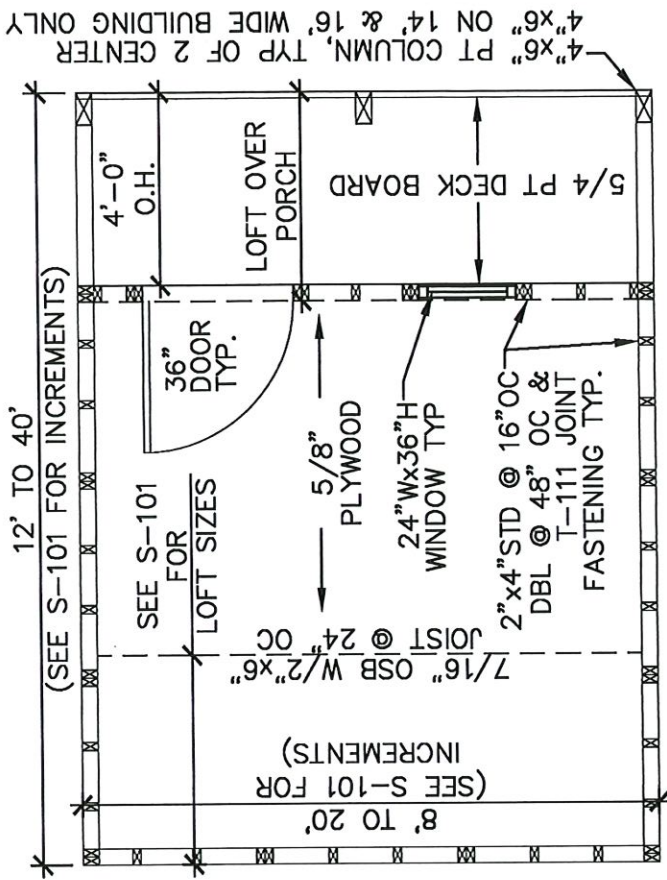 12' TO 40'
(SEE S-101 FOR INCREMENTS)
4'-0"
O.H.
LOFT OVER
PORCH
5/4 PT DECK BOARD
4"x6" PT COLUMN, TYP OF 2 CENTER
4"x6" ON 14' & 16' WIDE BUILDING ONLY
36"
DOOR
TYP.
5/8"
PLYWOOD
24"Wx36"H
WINDOW TYP
2"x4"STD @ 16"OC
DBL @ 48" OC &
T-111 JOINT
FASTENING TYP.
SEE S-101
FOR
LOFT SIZES
7/16" OSB W/2"x6"
JOIST @ 24" OC
8' TO 20'
(SEE S-101 FOR
INCREMENTS)